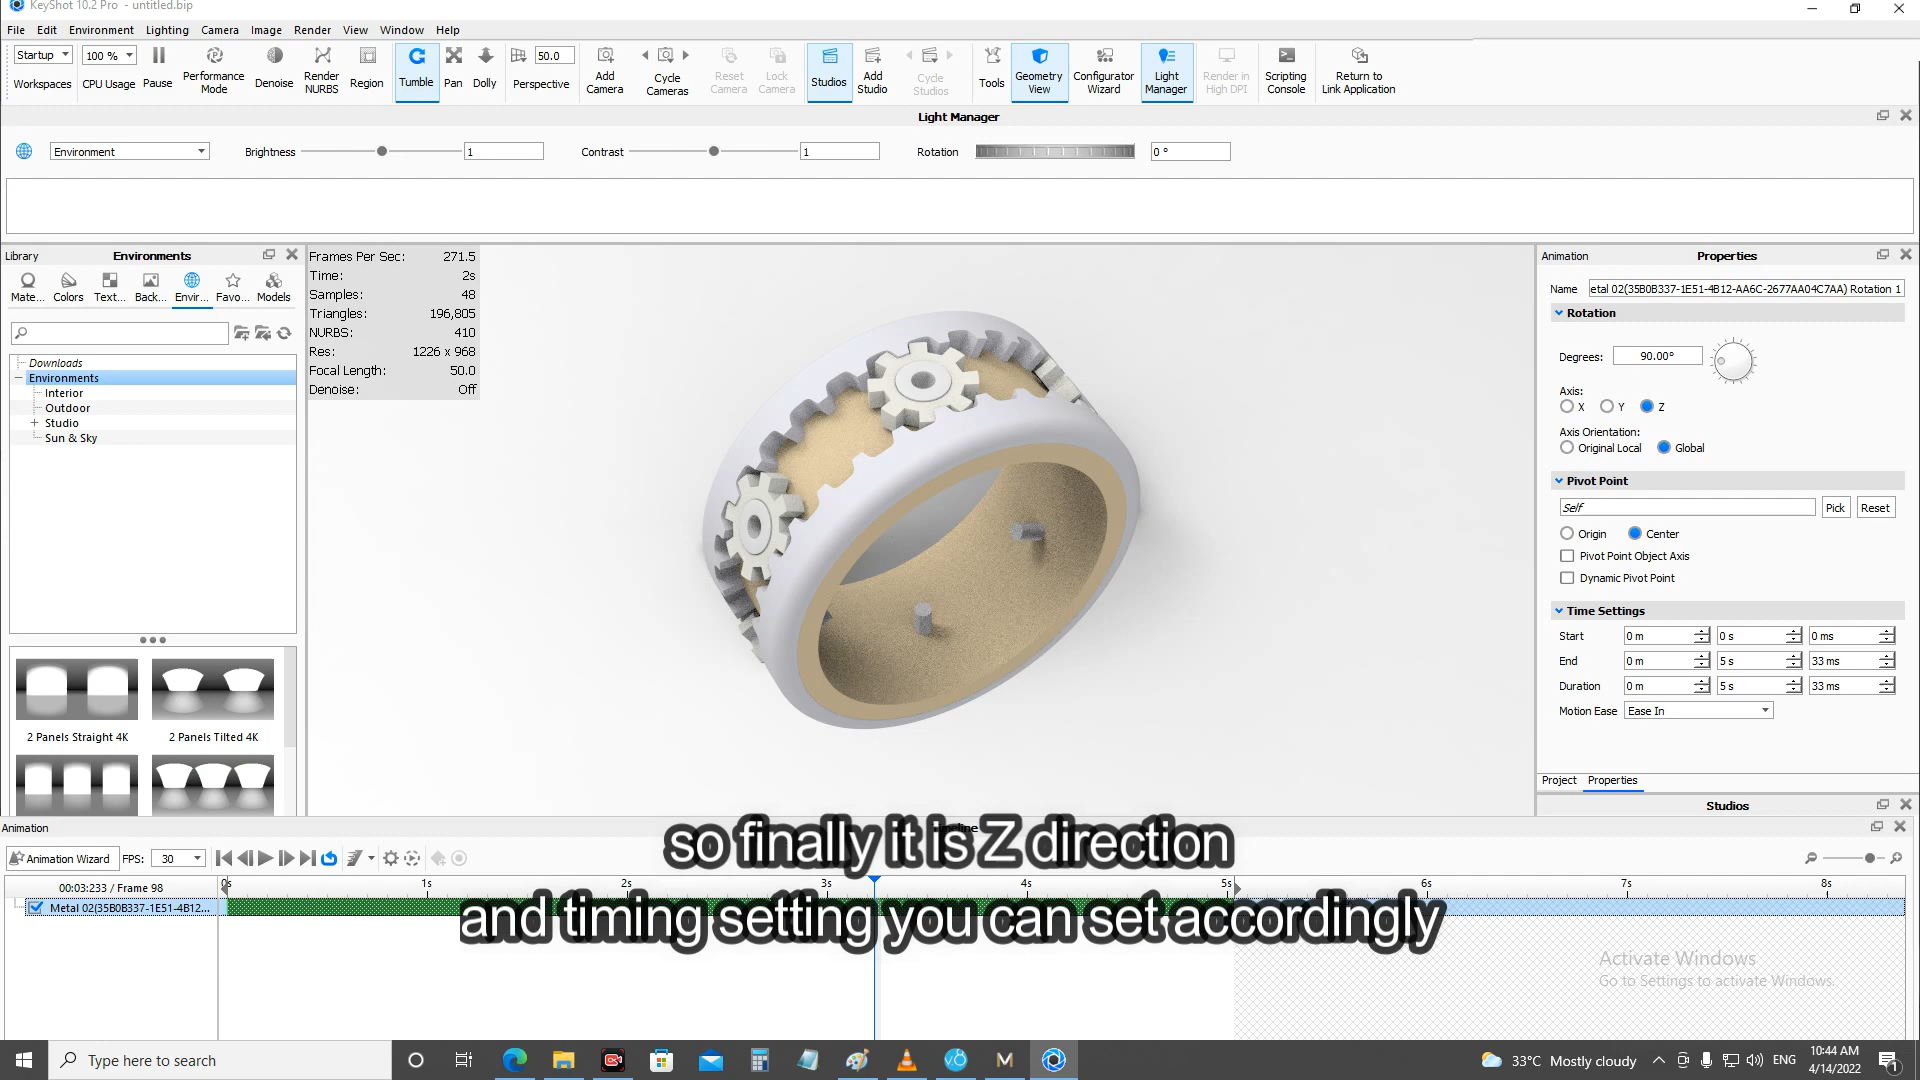 KeyShot 10.2 Pro - untitled.bip
File Edit Environment Lighting Camera Image Render View Window Help
Startup 100 % 50.0
Workspaces CPU Usage Pause Performance Mode Denoise Render NURBS Region Tumble Pan Dolly Perspective Add Camera Cycle Cameras Reset Camera Lock Camera Studios Add Studio Cycle Studios Tools Geometry View Configurator Wizard Light Manager Render in High DPI Scripting Console Return to Link Application
Light Manager
Environment Brightness 1 Contrast 1 Rotation 0 °
Library Environments
Mate... Colors Text... Back... Envir... Favo... Models
Downloads
Environments
Interior
Outdoor
Studio
Sun & Sky
2 Panels Straight 4K 2 Panels Tilted 4K
Frames Per Sec: 271.5
Time: 2s
Samples: 48
Triangles: 196,805
NURBS: 410
Res: 1226 x 968
Focal Length: 50.0
Denoise: Off
Animation Properties
Name etal 02(35B0B337-1E51-4B12-AA6C-2677AA04C7AA) Rotation 1
Rotation
Degrees: 90.00°
Axis:
X Y Z
Axis Orientation:
Original Local Global
Pivot Point
Self Pick Reset
Origin Center
Pivot Point Object Axis
Dynamic Pivot Point
Time Settings
Start 0 m 0 s 0 ms
End 0 m 5 s 33 ms
Duration 0 m 5 s 33 ms
Motion Ease Ease In
Project Properties
Studios
Animation
Animation Wizard FPS: 30
00:03:233 / Frame 98 0s 1s 2s 3s 4s 5s 6s 7s 8s
Metal 02(35B0B337-1E51-4B12...
so finally it is Z direction
and timing setting you can set accordingly
Activate Windows
Go to Settings to activate Windows.
Type here to search 33°C Mostly cloudy ENG 10:44 AM
4/14/2022 1